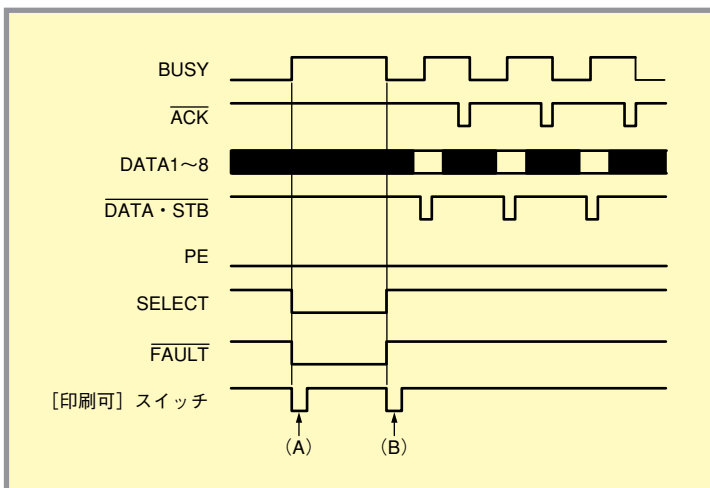 BUSY
ACK
DATA1～8
DATA・STB
PE
SELECT
FAULT
［印刷可］スイッチ
(A) (B)